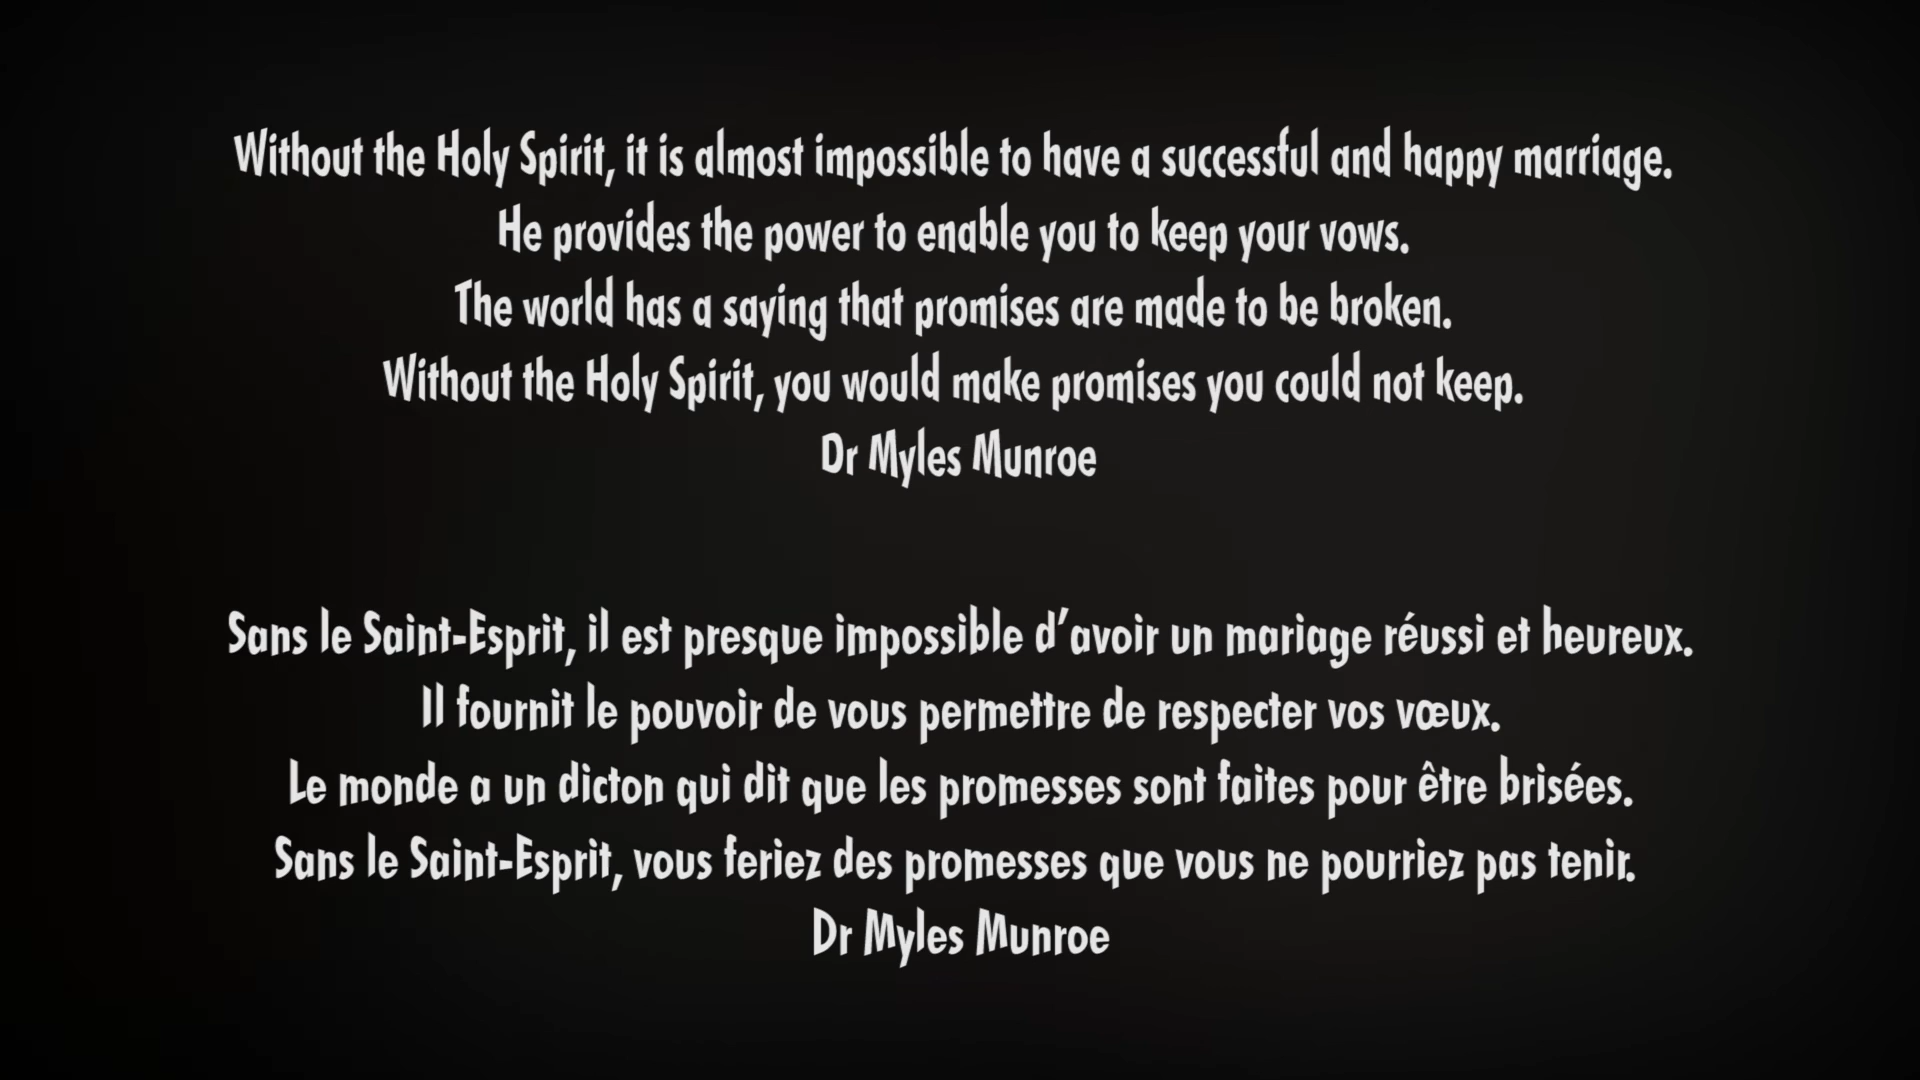 Without the Holy Spirit, it is almost impossible to have a successful and happy marriage.
He provides the power to enable you to keep your vows.
The world has a saying that promises are made to be broken.
Without the Holy Spirit, you would make promises you could not keep.
Dr Myles Munroe
Sans le Saint-Esprit, il est presque impossible d’avoir un mariage réussi et heureux.
Il fournit le pouvoir de vous permettre de respecter vos vœux.
Le monde a un dicton qui dit que les promesses sont faites pour être brisées.
Sans le Saint-Esprit, vous feriez des promesses que vous ne pourriez pas tenir.
Dr Myles Munroe